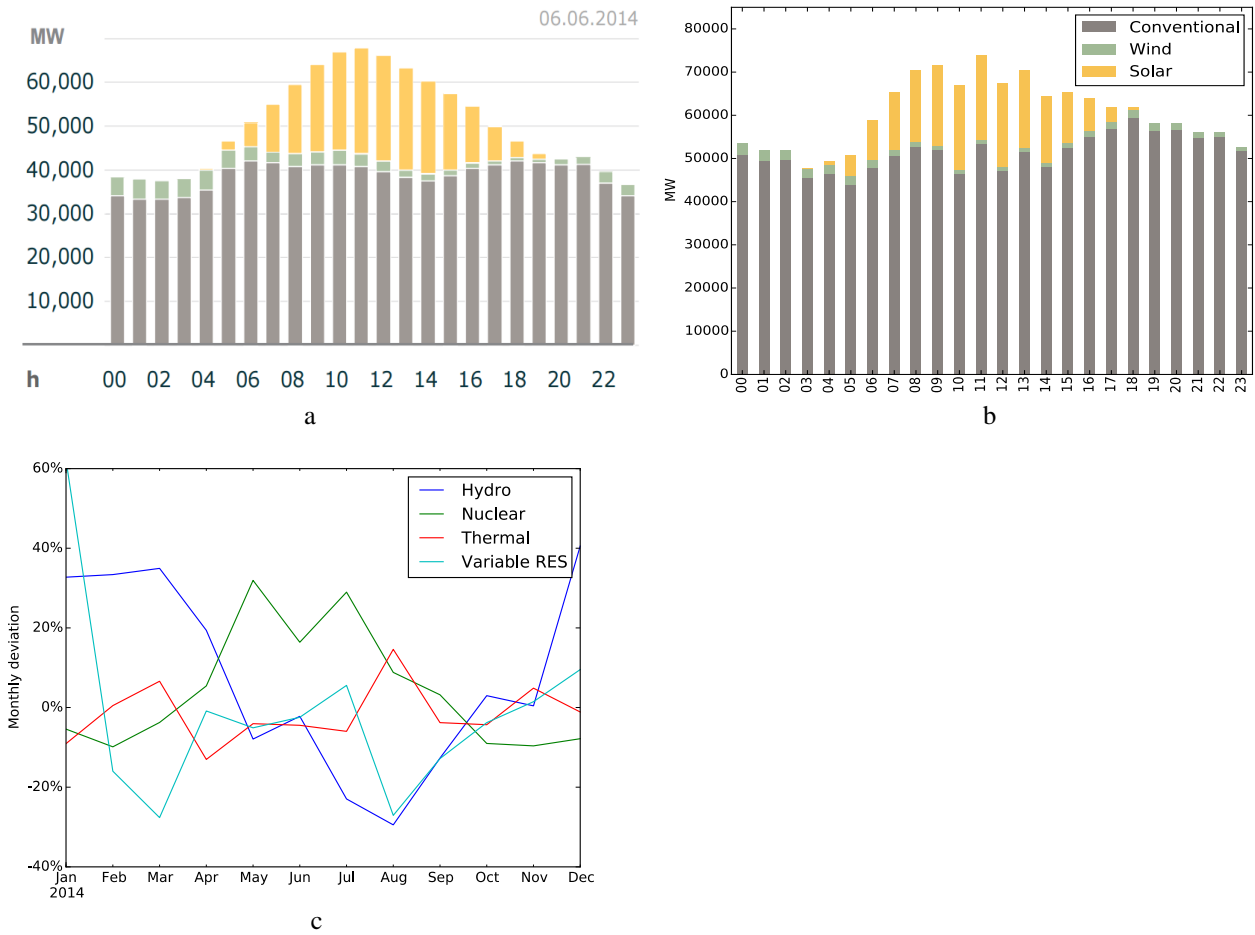 06.06.2014
MW
60,000
50,000
40,000
30,000
20,000
10,000
h 00 02 04 06 08 10 12 14 16 18 20 22
a
80000
70000
60000
50000
40000
30000
20000
10000
0
MW
Conventional
Wind
Solar
00 01 02 03 04 05 06 07 08 09 10 11 12 13 14 15 16 17 18 19 20 21 22 23
b
60%
40%
20%
0%
-20%
-40%
Monthly deviation
Hydro
Nuclear
Thermal
Variable RES
Jan Feb Mar Apr May Jun Jul Aug Sep Oct Nov Dec
2014
c